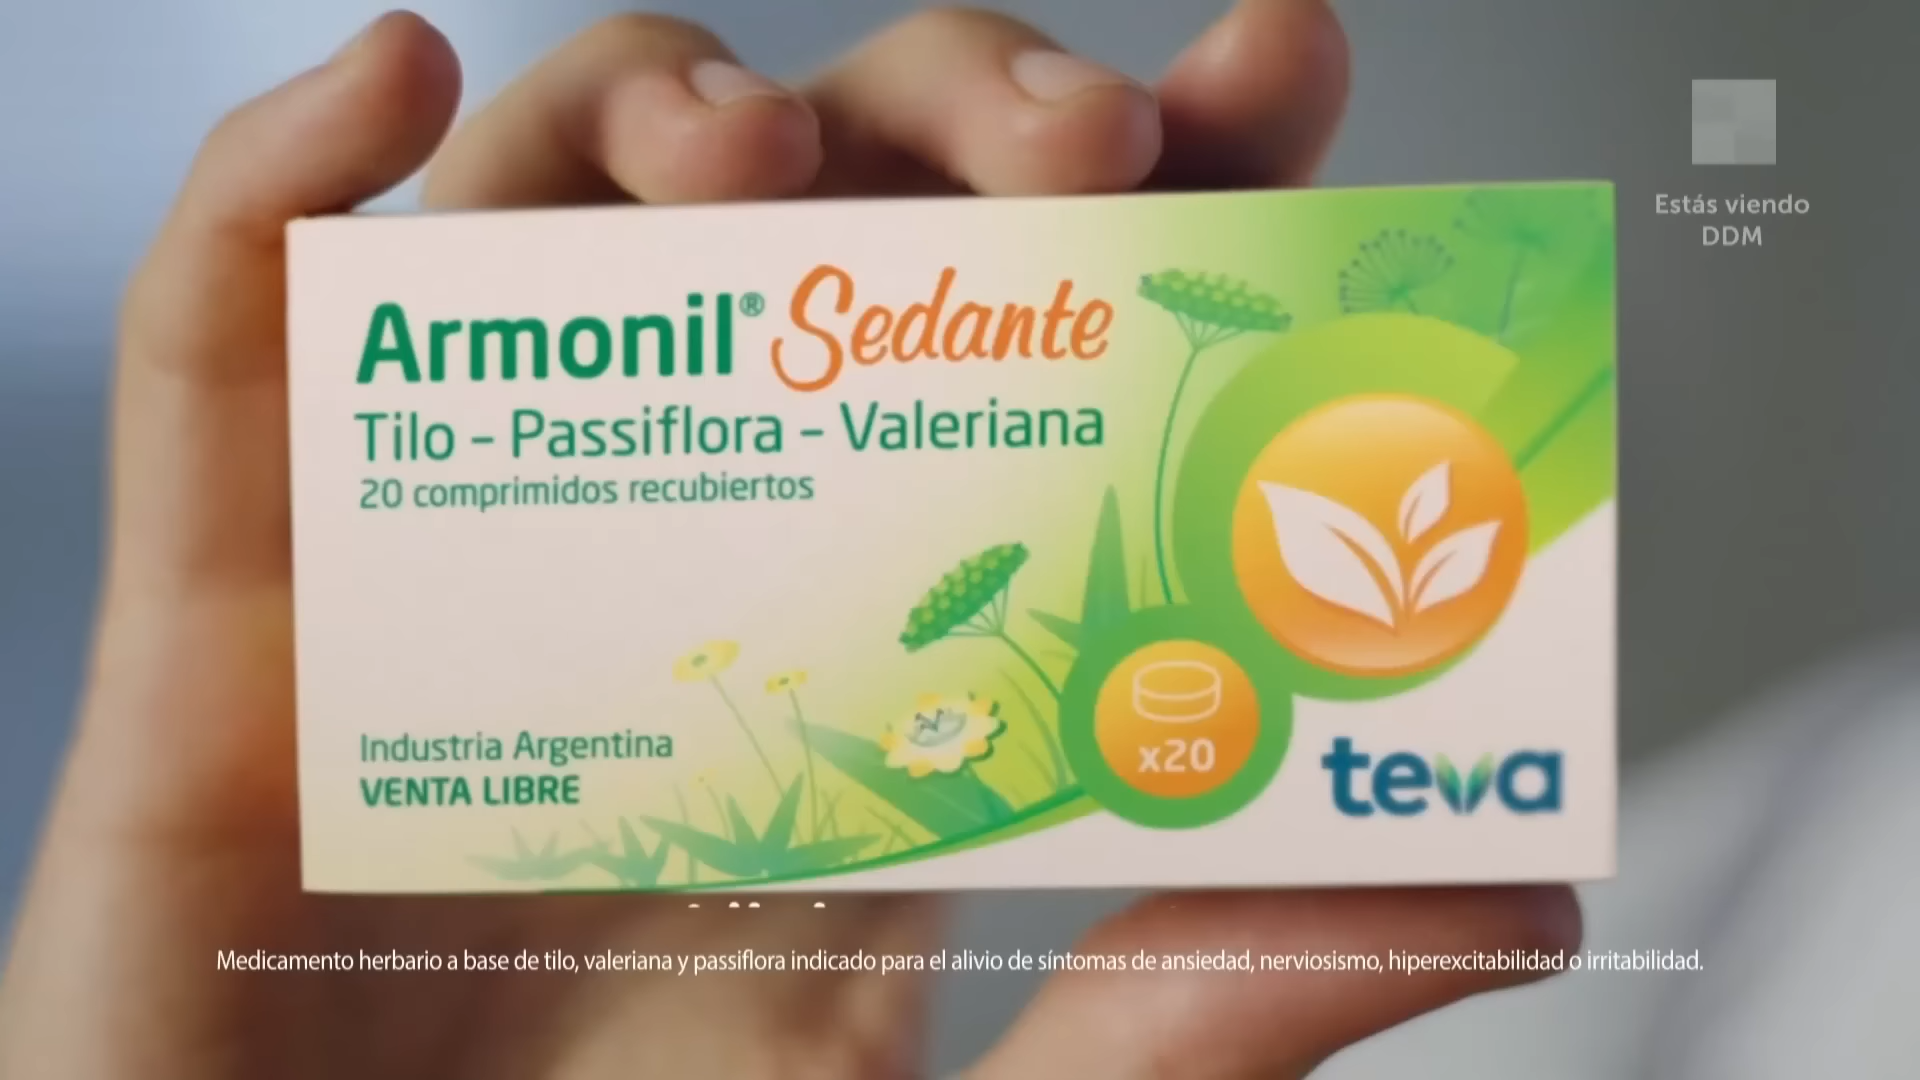 Estás viendo
DDM
Armonil® Sedante
Tilo - Passiflora - Valeriana
20 comprimidos recubiertos
Industria Argentina
VENTA LIBRE
x20
teva
Medicamento herbario a base de tilo, valeriana y passiflora indicado para el alivio de síntomas de ansiedad, nerviosismo, hiperexcitabilidad o irritabilidad.